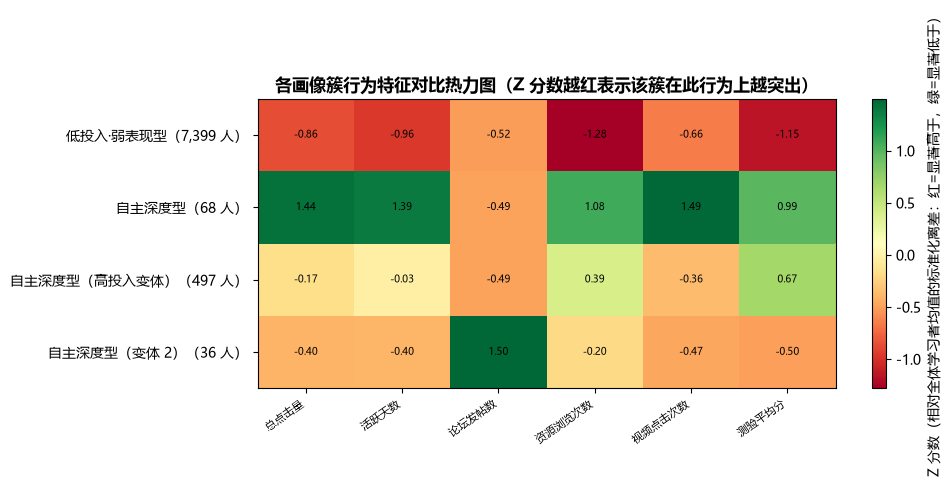 各画像簇行为特征对比热力图（Z 分数越红表示该簇在此行为上越突出）
低投入·弱表现型（7,399 人） -0.86 -0.96 -0.52 -1.28 -0.66 -1.15
自主深度型（68 人） 1.44 1.39 -0.49 1.08 1.49 0.99
自主深度型（高投入变体）（497 人） -0.17 -0.03 -0.49 0.39 -0.36 0.67
自主深度型（变体 2）（36 人） -0.40 -0.40 1.50 -0.20 -0.47 -0.50
总点击量 活跃天数 论坛发帖数 资源浏览次数 视频点击次数 测验平均分
1.0
0.5
0.0
-0.5
-1.0
Z 分数（相对全体学习者均值的标准化离差：红=显著高于，绿=显著低于）